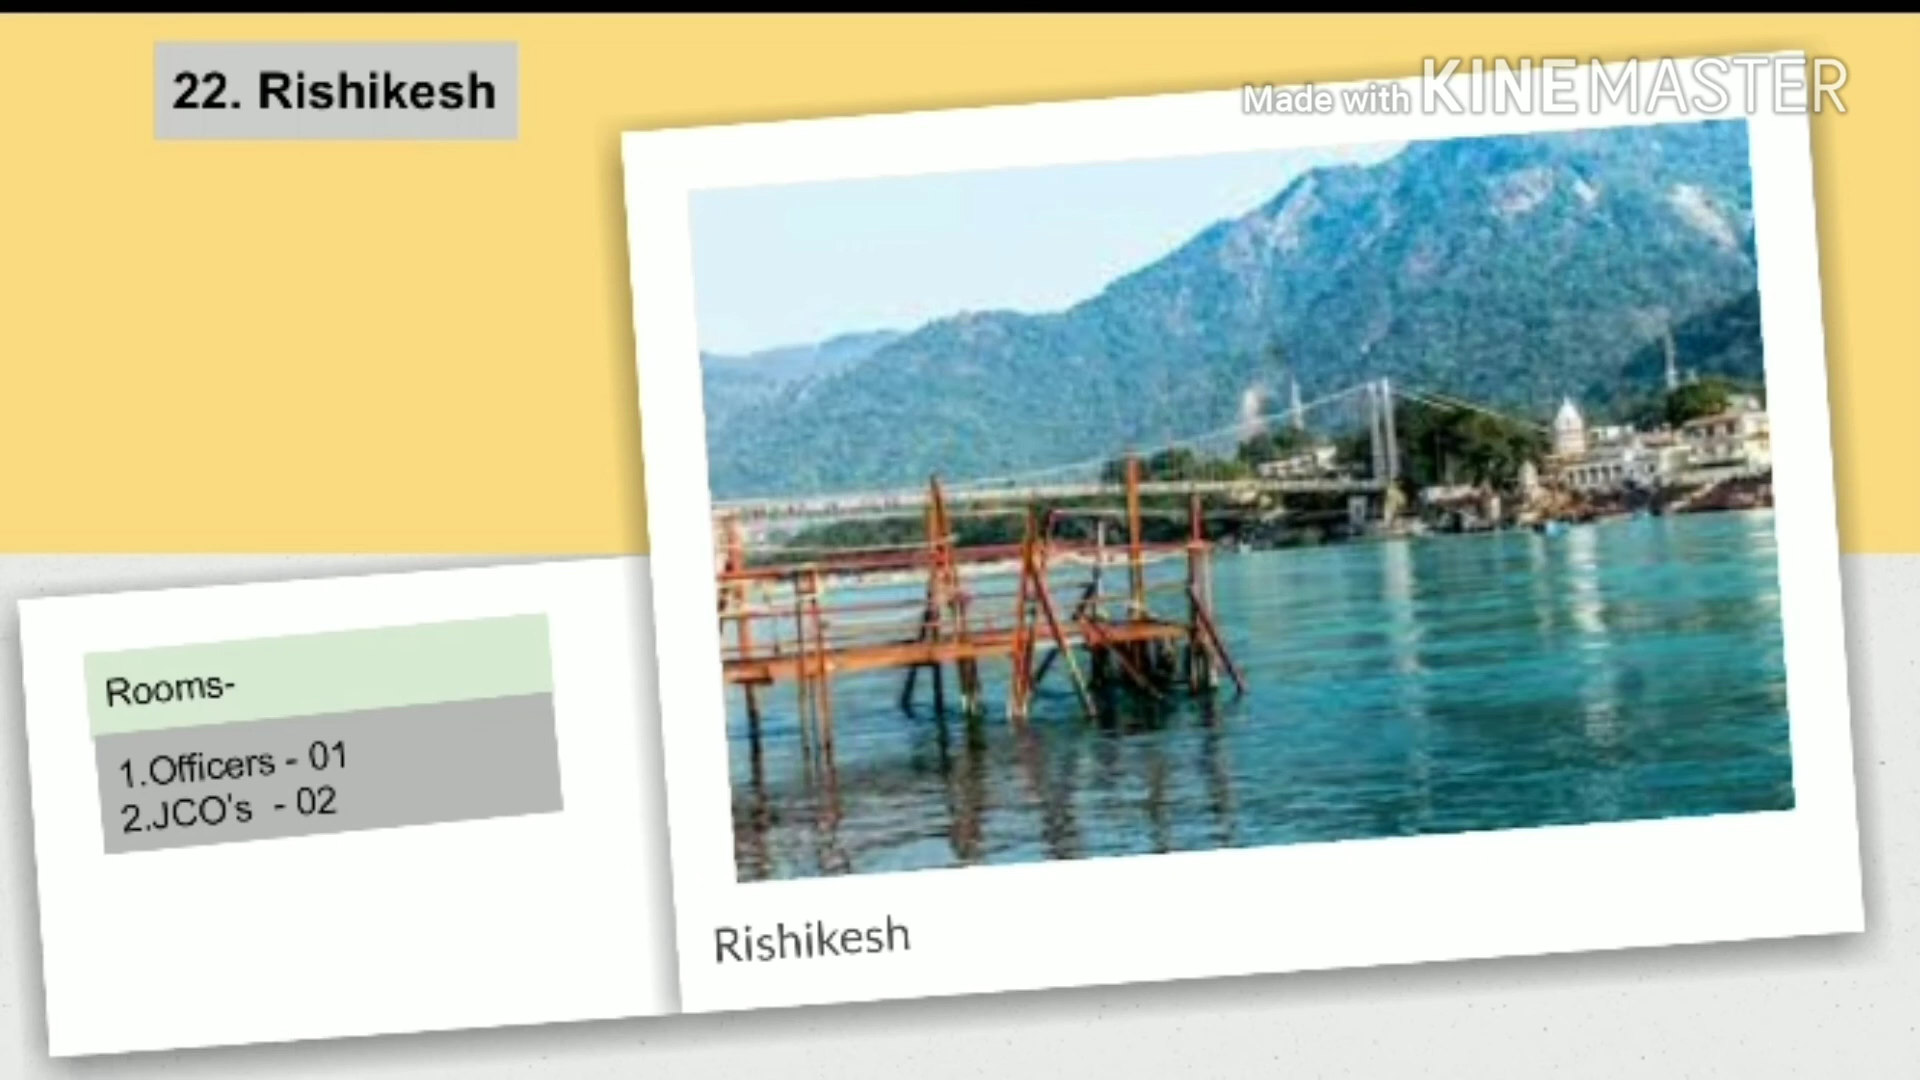 22. Rishikesh
Made with KINEMASTER
Rooms-
1.Officers - 01
2.JCO's - 02
Rishikesh